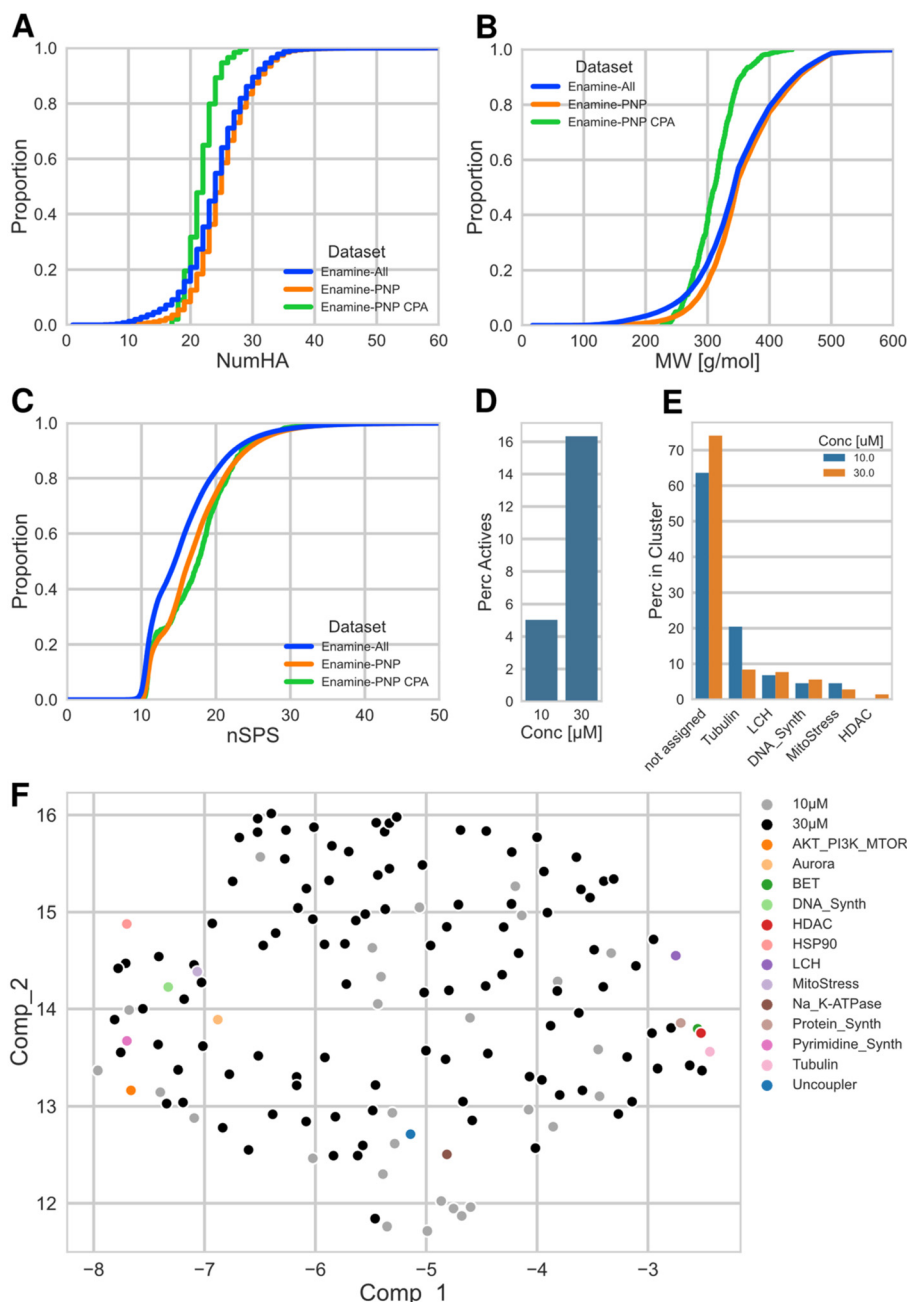 A
1.0
0.8
0.6
0.4
0.2
0.0
Proportion
Dataset
Enamine-All
Enamine-PNP
Enamine-PNP CPA
0
10
20
30
40
50
60
NumHA
B
1.0
0.8
0.6
0.4
0.2
0.0
Proportion
Dataset
Enamine-All
Enamine-PNP
Enamine-PNP CPA
0
100
200
300
400
500
600
MW [g/mol]
C
1.0
0.8
0.6
0.4
0.2
0.0
Proportion
Dataset
Enamine-All
Enamine-PNP
Enamine-PNP CPA
0
10
20
30
40
50
nSPS
D
16
14
12
10
8
6
4
2
0
Perc Actives
10
30
Conc [µM]
E
70
60
50
40
30
20
10
0
Perc in Cluster
Conc [uM]
10.0
30.0
not assigned
Tubulin
LCH
DNA_Synth
MitoStress
HDAC
F
16
15
14
13
12
Comp_2
−8
−7
−6
−5
−4
−3
Comp_1
10µM
30µM
AKT_PI3K_MTOR
Aurora
BET
DNA_Synth
HDAC
HSP90
LCH
MitoStress
Na_K-ATPase
Protein_Synth
Pyrimidine_Synth
Tubulin
Uncoupler